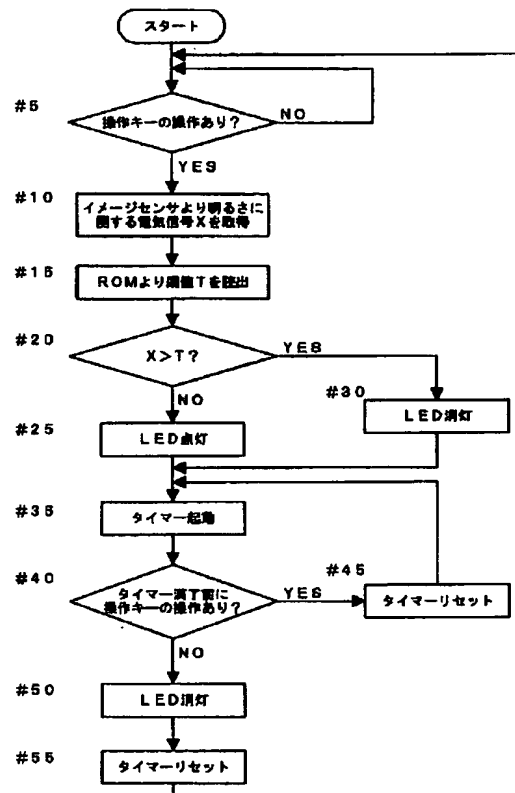 スタート
#5
操作キーの操作あり?
NO
YES
#10
イメージセンサより明るさに
関する電気信号Xを取得
#15
ROMより閾値Tを読出
#20
X>T?
YES
NO
#30
LED消灯
#25
LED点灯
#35
タイマー起動
#40
タイマー満了前に
操作キーの操作あり?
YES
#45
タイマーリセット
NO
#50
LED消灯
#55
タイマーリセット